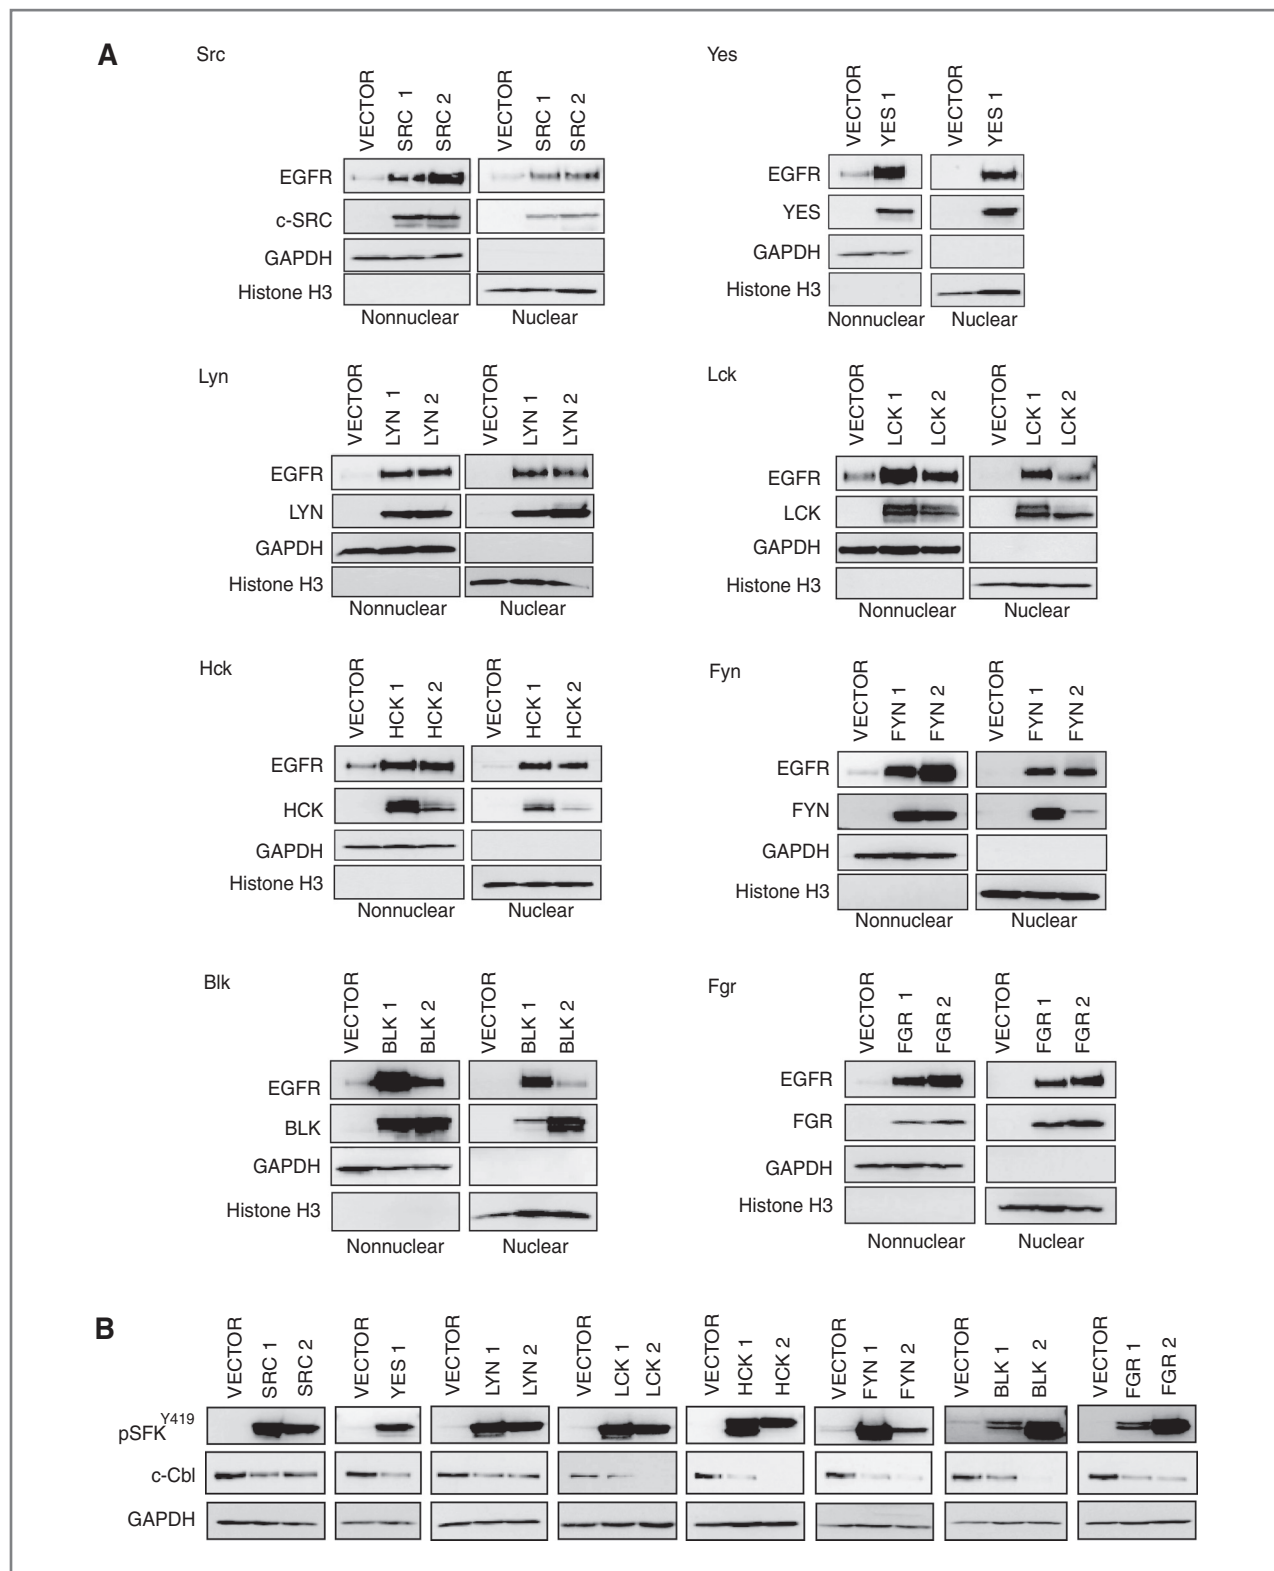 A
Src
VECTOR SRC 1 SRC 2 VECTOR SRC 1 SRC 2
EGFR
c-SRC
GAPDH
Histone H3
Nonnuclear Nuclear
Yes
VECTOR YES 1 VECTOR YES 1
EGFR
YES
GAPDH
Histone H3
Nonnuclear Nuclear
Lyn
VECTOR LYN 1 LYN 2 VECTOR LYN 1 LYN 2
EGFR
LYN
GAPDH
Histone H3
Nonnuclear Nuclear
Lck
VECTOR LCK 1 LCK 2 VECTOR LCK 1 LCK 2
EGFR
LCK
GAPDH
Histone H3
Nonnuclear Nuclear
Hck
VECTOR HCK 1 HCK 2 VECTOR HCK 1 HCK 2
EGFR
HCK
GAPDH
Histone H3
Nonnuclear Nuclear
Fyn
VECTOR FYN 1 FYN 2 VECTOR FYN 1 FYN 2
EGFR
FYN
GAPDH
Histone H3
Nonnuclear Nuclear
Blk
VECTOR BLK 1 BLK 2 VECTOR BLK 1 BLK 2
EGFR
BLK
GAPDH
Histone H3
Nonnuclear Nuclear
Fgr
VECTOR FGR 1 FGR 2 VECTOR FGR 1 FGR 2
EGFR
FGR
GAPDH
Histone H3
Nonnuclear Nuclear
B
VECTOR SRC 1 SRC 2 VECTOR YES 1 VECTOR LYN 1 LYN 2 VECTOR LCK 1 LCK 2 VECTOR HCK 1 HCK 2 VECTOR FYN 1 FYN 2 VECTOR BLK 1 BLK 2 VECTOR FGR 1 FGR 2
pSFK Y419
c-Cbl
GAPDH